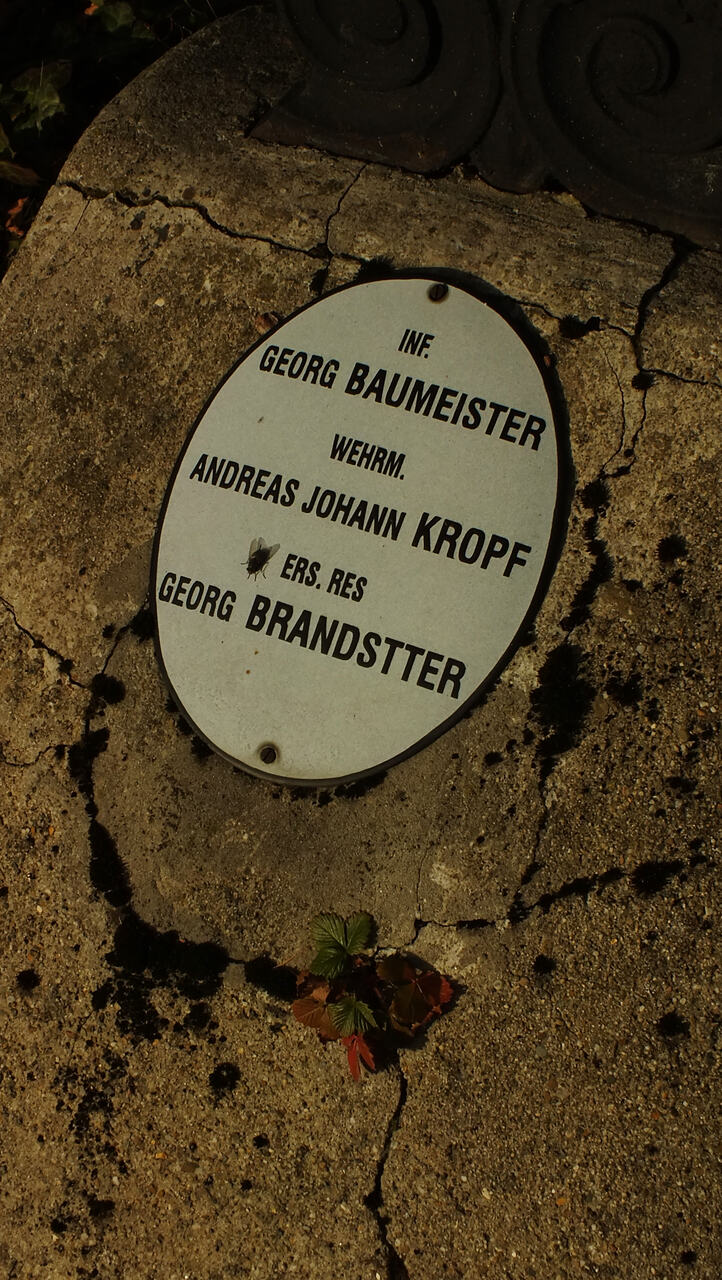 INF.
GEORG BAUMEISTER
WEHRM.
ANDREAS JOHANN KROPF
ERS. RES
GEORG BRANDSTTER